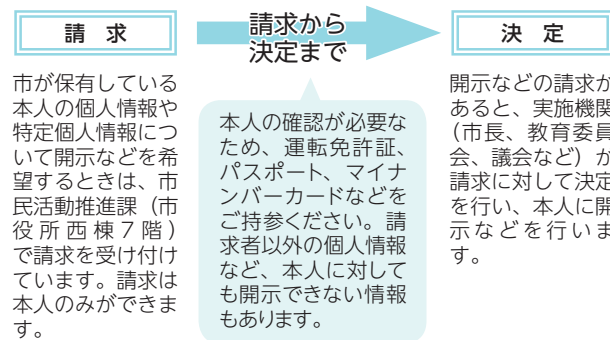 請　求
市が保有している
本人の個人情報や
特定個人情報につ
いて開示などを希
望するときは、市
民活動推進課（市
役所西棟７階）
で請求を受け付け
ています。請求は
本人のみができま
す。
請求から
決定まで
本人の確認が必要な
ため、運転免許証、
パスポート、マイナ
ンバーカードなどを
ご持参ください。請
求者以外の個人情報
など、本人に対して
も開示できない情報
もあります。
決　定
開示などの請求が
あると、実施機関
（市長、教育委員
会、議会など）が
請求に対して決定
を行い、本人に開
示などを行いま
す。